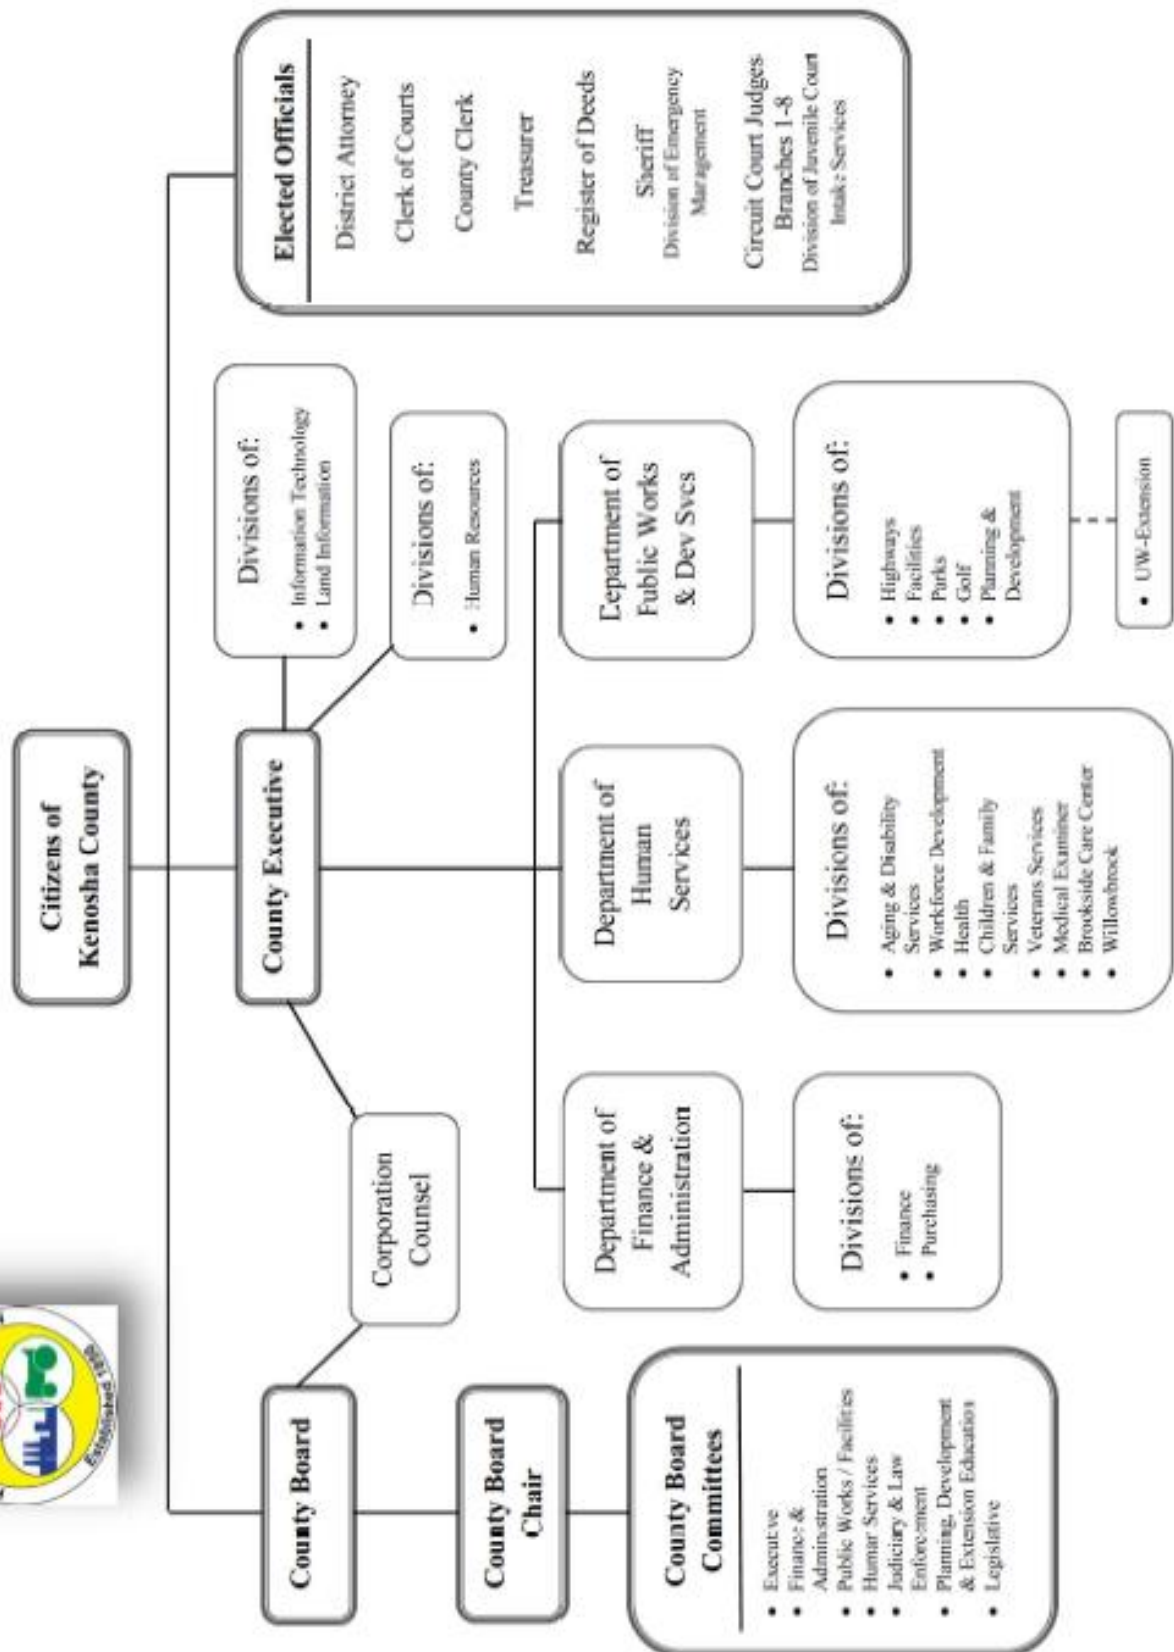 Established 1850
Citizens of
Kenosha County
County Board
County Executive
Elected Officials
District Attorney
Clerk of Courts
County Clerk
Treasurer
Register of Deeds
Sheriff
Division of Emergency
Management
Circuit Court Judges
Branches 1-8
Division of Juvenile Court
Intake Services
Divisions of:
• Information Technology
• Land Information
Divisions of:
• Human Resources
Corporation
Counsel
County Board
Chair
County Board
Committees
• Executive
• Finance &
Administration
• Public Works / Facilities
• Human Services
• Judiciary & Law
Enforcement
• Planning, Development
& Extension Education
• Legislative
Department of
Finance &
Administration
Divisions of:
• Finance
• Purchasing
Department of
Human
Services
Divisions of:
• Aging & Disability
Services
• Workforce Development
• Health
• Children & Family
Services
• Veterans Services
• Medical Examiner
• Brookside Care Center
• Willowbrook
Department of
Public Works
& Dev Svcs
Divisions of:
• Highways
• Facilities
• Parks
• Golf
• Planning &
Development
• UW-Extension